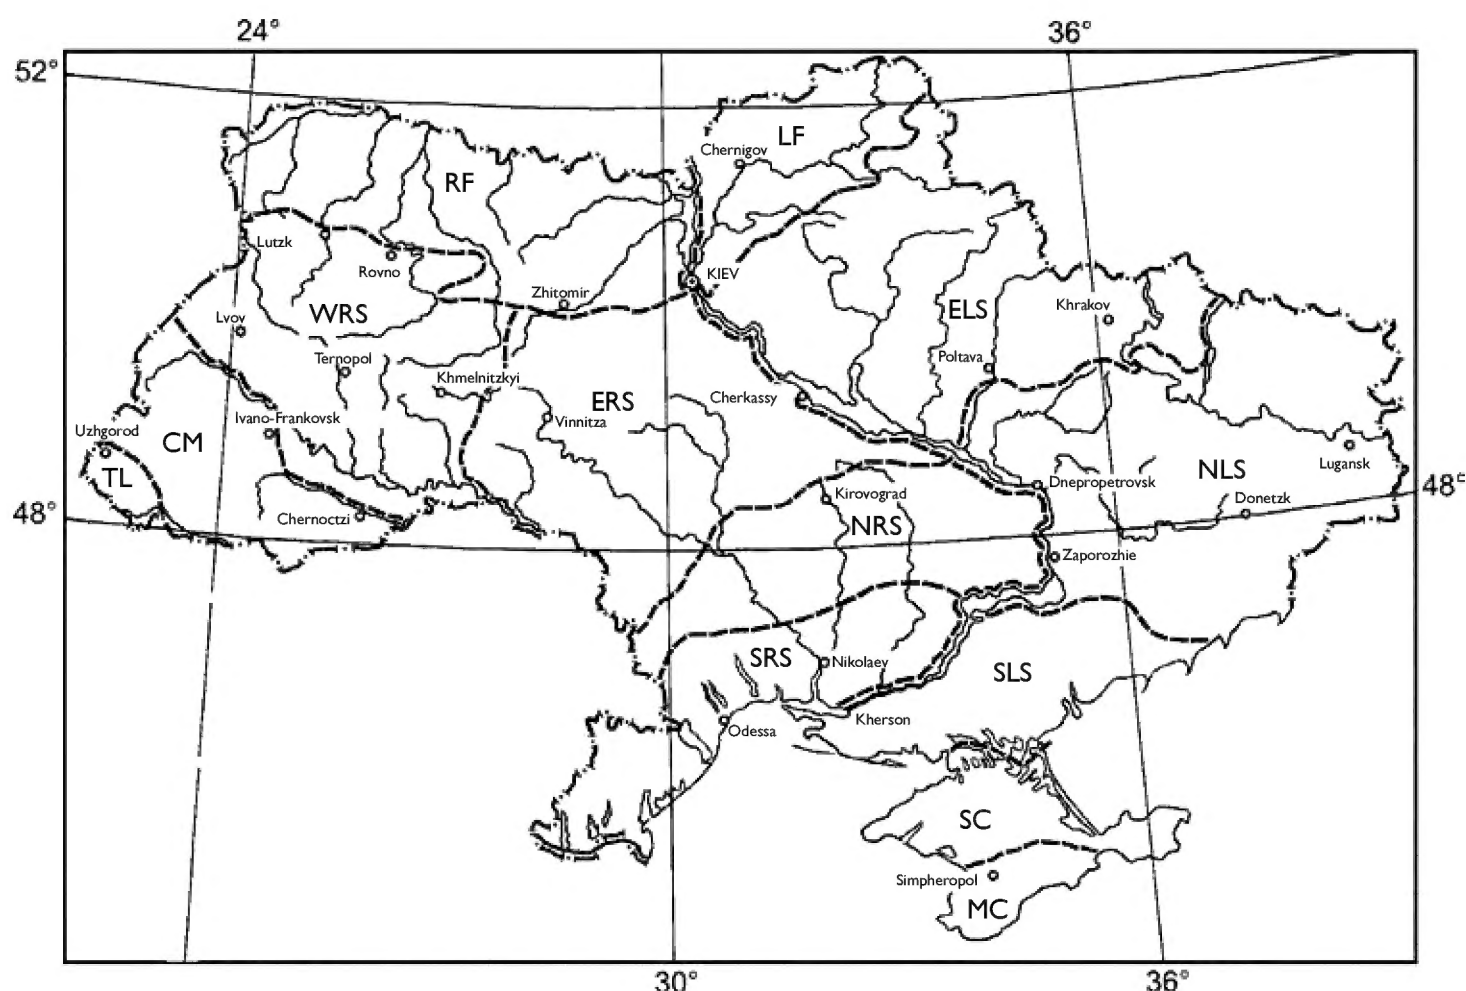 24°
36°
52°
LF
Chernigov
RF
Lutzk
Rovno
KIEV
Zhitomir
WRS
ELS
Khrakov
Lvov
Ternopol
Poltava
Khmelnitzkyi
ERS
Cherkassy
CM
Ivano-Frankovsk
Vinnitza
Uzhgorod
TL
NLS
Lugansk
Dnepropetrovsk
Kirovograd
Donetzk
48°
48°
Chernoctzi
NRS
Zaporozhie
SRS
Nikolaev
SLS
Kherson
Odessa
SC
Simpheropol
MC
30°
36°